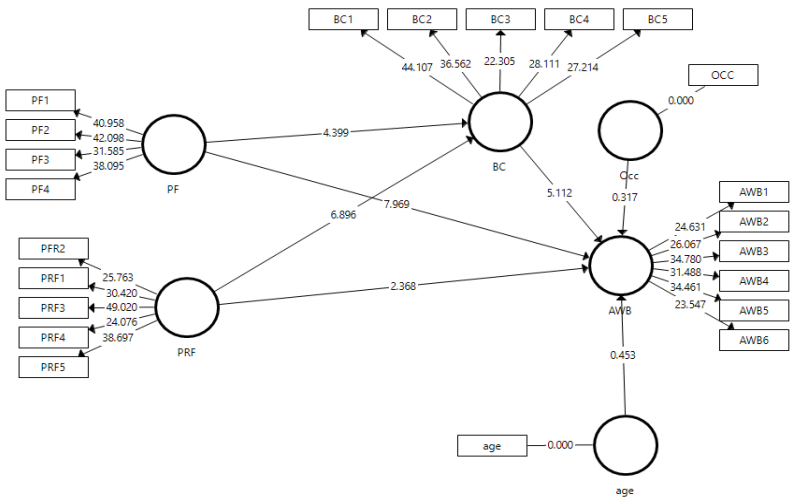 BC1 BC2 BC3 BC4 BC5
44.107 36.562 22.305 28.111 27.214
OCC
0.000
Occ
0.317
PF1
PF2
PF3
PF4
40.958
42.098
31.585
38.095
PF
4.399
BC
5.112
7.969
6.896
2.368
PFR2
PRF1
PRF3
PRF4
PRF5
25.763
30.420
49.020
24.076
38.697
PRF
AWB
24.631
26.067
34.780
31.488
34.461
23.547
AWB1
AWB2
AWB3
AWB4
AWB5
AWB6
0.453
age
0.000
age